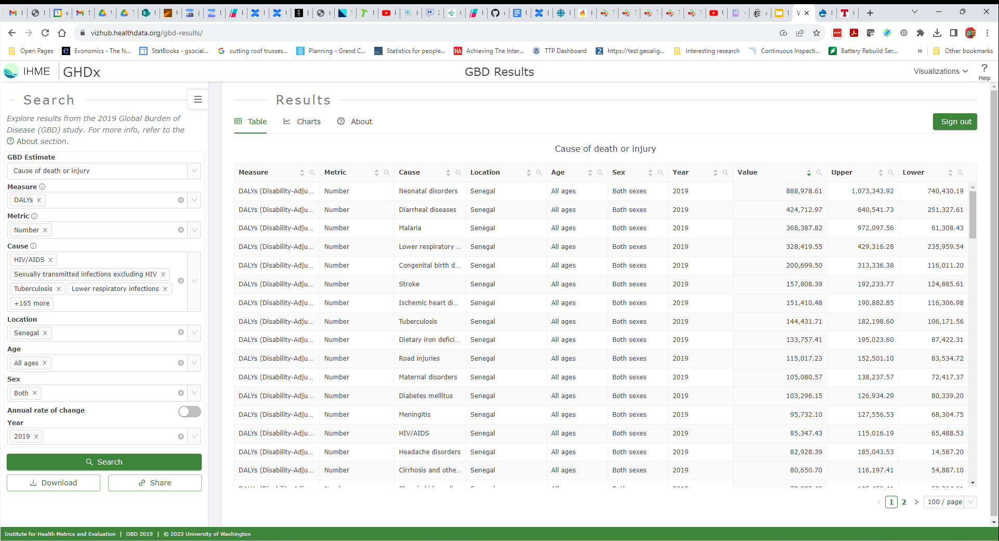 vizhub.healthdata.org/gbd-results/
Open Pages
Evonomics - The N...
StatBooks - gsocial...
cutting roof trusses...
Planning - Grand C...
Statistics for people...
Achieving The Inter...
TTP Dashboard
https://test.geoalig...
Interesting research
Continuous Inspecti...
Battery Rebuild Ser...
»
Other bookmarks
IHME GHDx
GBD Results
Visualizations
?
Help
Search
Explore results from the 2019 Global Burden of
Disease (GBD) study. For more info, refer to the
About section.
GBD Estimate
Cause of death or injury
Measure
DALYs
Metric
Number
Cause
HIV/AIDS
Sexually transmitted infections excluding HIV
Tuberculosis Lower respiratory infections
+165 more
Location
Senegal
Age
All ages
Sex
Both
Annual rate of change
Year
2019
Search
Download Share
Results
Table Charts About
Sign out
Cause of death or injury
Measure Metric Cause Location Age Sex Year Value Upper Lower
DALYs (Disability-Adju... Number Neonatal disorders Senegal All ages Both sexes 2019 888,978.61 1,073,343.92 740,430.19
DALYs (Disability-Adju... Number Diarrheal diseases Senegal All ages Both sexes 2019 424,712.97 640,541.73 251,327.61
DALYs (Disability-Adju... Number Malaria Senegal All ages Both sexes 2019 368,387.82 972,097.56 61,308.43
DALYs (Disability-Adju... Number Lower respiratory ... Senegal All ages Both sexes 2019 328,419.55 429,316.28 235,959.54
DALYs (Disability-Adju... Number Congenital birth d... Senegal All ages Both sexes 2019 200,699.50 313,336.38 116,011.20
DALYs (Disability-Adju... Number Stroke Senegal All ages Both sexes 2019 157,808.39 192,233.77 124,885.61
DALYs (Disability-Adju... Number Ischemic heart di... Senegal All ages Both sexes 2019 151,410.48 190,882.85 116,306.98
DALYs (Disability-Adju... Number Tuberculosis Senegal All ages Both sexes 2019 144,431.71 182,198.60 106,171.56
DALYs (Disability-Adju... Number Dietary iron defici... Senegal All ages Both sexes 2019 133,757.41 195,023.60 87,422.31
DALYs (Disability-Adju... Number Road injuries Senegal All ages Both sexes 2019 115,017.23 152,501.10 83,534.72
DALYs (Disability-Adju... Number Maternal disorders Senegal All ages Both sexes 2019 105,080.57 138,237.57 72,417.37
DALYs (Disability-Adju... Number Diabetes mellitus Senegal All ages Both sexes 2019 103,296.15 126,934.29 80,339.20
DALYs (Disability-Adju... Number Meningitis Senegal All ages Both sexes 2019 95,732.10 127,556.53 68,304.75
DALYs (Disability-Adju... Number HIV/AIDS Senegal All ages Both sexes 2019 85,347.43 115,016.19 65,488.53
DALYs (Disability-Adju... Number Headache disorders Senegal All ages Both sexes 2019 82,928.39 185,043.53 14,587.20
DALYs (Disability-Adju... Number Cirrhosis and othe... Senegal All ages Both sexes 2019 80,650.70 116,197.41 54,887.10
1 2 100 / page
Institute for Health Metrics and Evaluation | GBD 2019 | © 2023 University of Washington